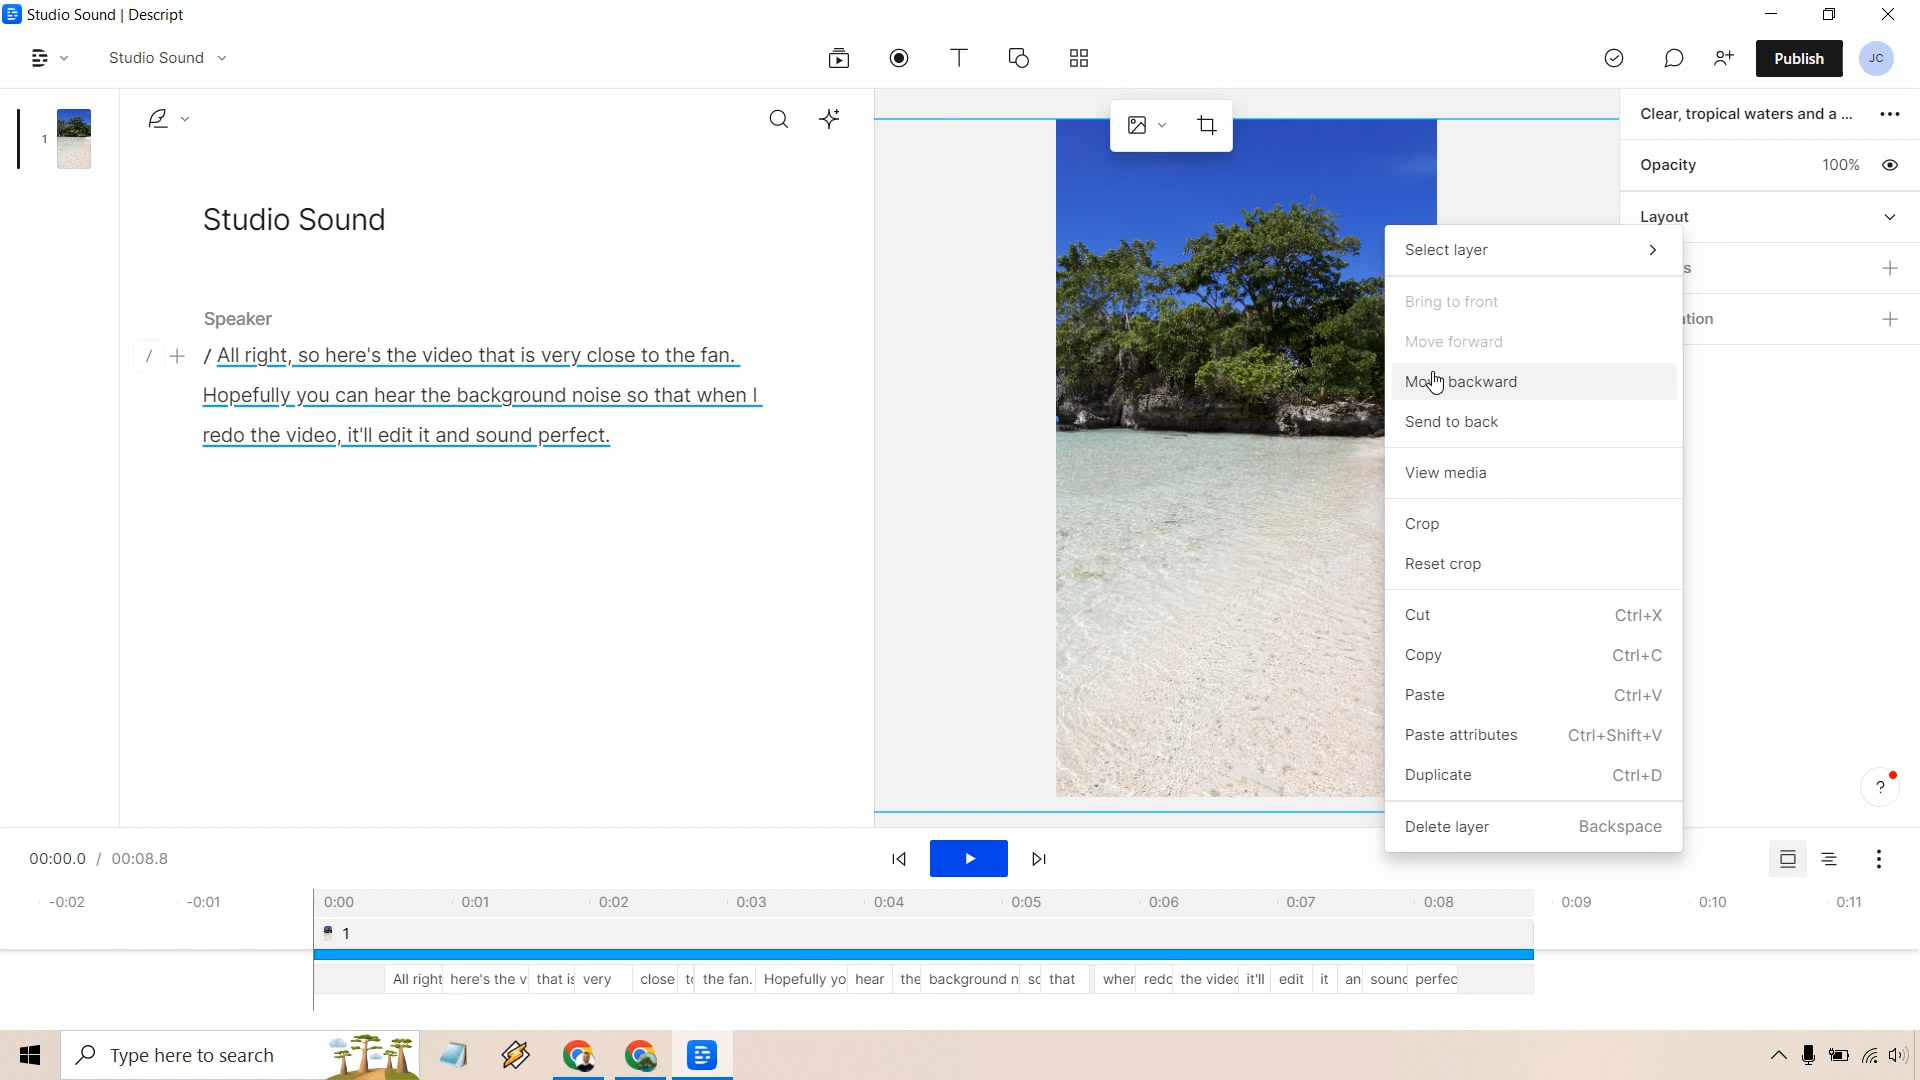 Studio Sound | Descript
Studio Sound
Publish
JC
1
Clear, tropical waters and a ...
Opacity 100%
Layout
Studio Sound
Speaker
/ + / All right, so here's the video that is very close to the fan.
Hopefully you can hear the background noise so that when I
redo the video, it'll edit it and sound perfect.
Select layer
Bring to front
Move forward
backward
Send to back
View media
Crop
Reset crop
Cut Ctrl+X
Copy Ctrl+C
Paste Ctrl+V
Paste attributes Ctrl+Shift+V
Duplicate Ctrl+D
Delete layer Backspace
?
00:00.0 / 00:08.8
-0:02 -0:01 0:00 0:01 0:02 0:03 0:04 0:05 0:06 0:07 0:08 0:09 0:10 0:11
1
All right here's the v that is very close to the fan. Hopefully yo hear the background n so that when redo the video it'll edit it an sound perfec
Type here to search